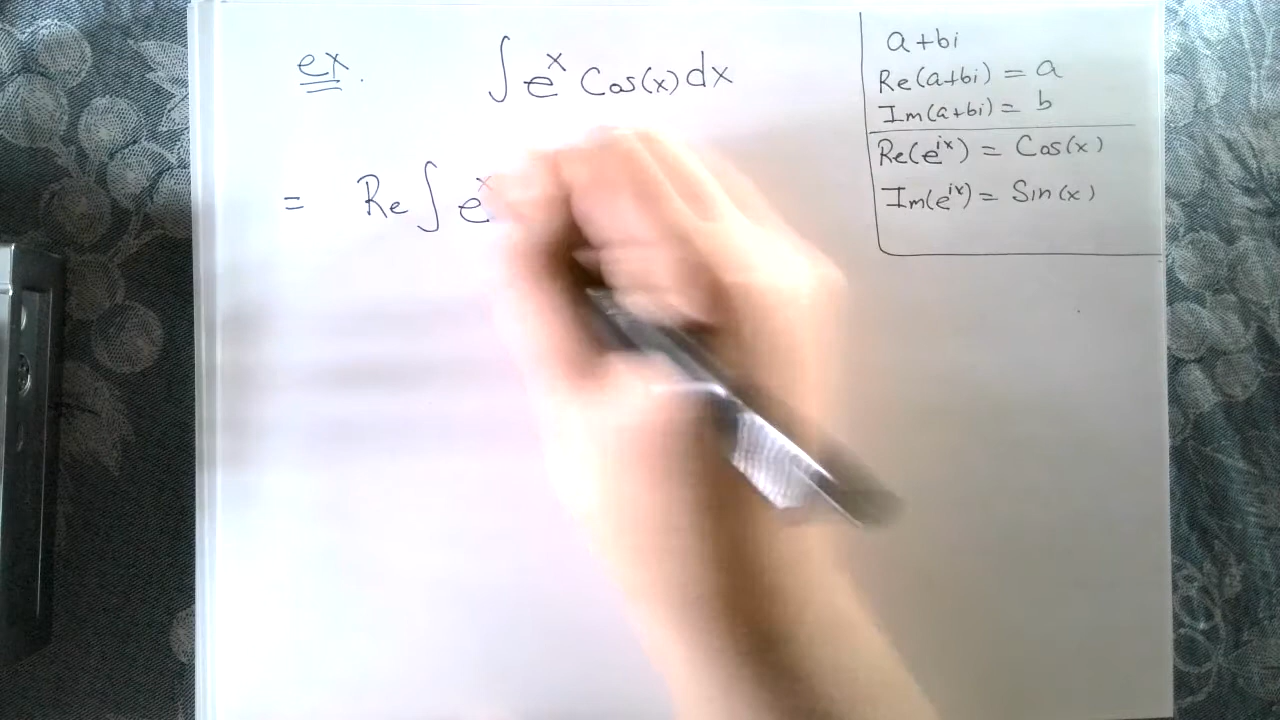 ex. ∫ e^x Cos(x) dx
= Re ∫ e^x
a+bi
Re(a+bi) = a
Im(a+bi) = b
Re(e^ix) = Cos(x)
Im(e^ix) = Sin(x)